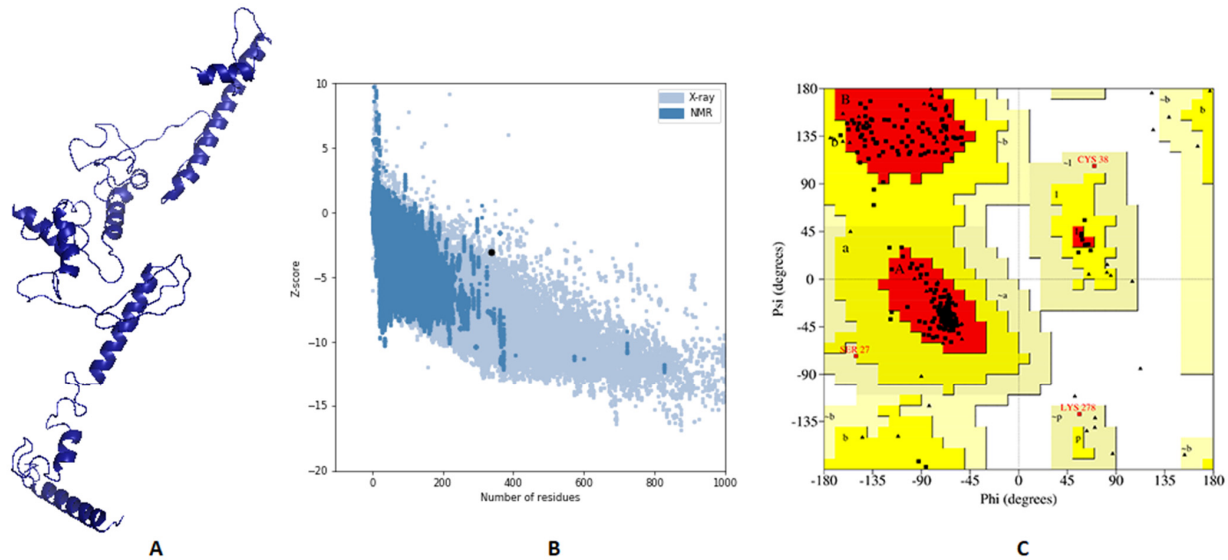 10
5
0
−5
−10
−15
−20
Z-score
0
200
400
600
800
1000
Number of residues
X-ray
NMR
180
135
90
45
0
-45
-90
-135
Psi (degrees)
-180
-135
-90
-45
0
45
90
135
180
Phi (degrees)
B
b
~b
~b
b
~l
CYS 38
l
a
A
~a
SER 27
LYS 278
~b
~p
b
p
b
~b
A
B
C